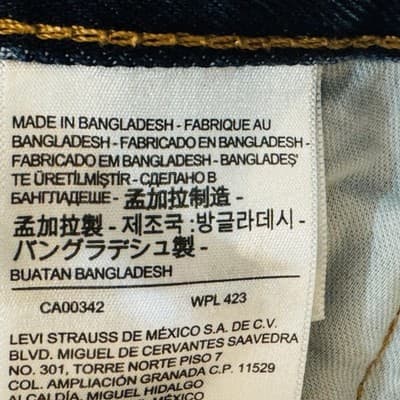 MADE IN BANGLADESH - FABRIQUE AU
BANGLADESH - FABRICADO EN BANGLADESH -
FABRICADO EM BANGLADESH - BANGLADEŞ'
TE ÜRETİLMİŞTİR - СДЕЛАНО В
БАНГЛАДЕШЕ - 孟加拉制造 -
孟加拉製 - 제조국 :방글라데시 -
バングラデシュ製 -
BUATAN BANGLADESH
CA00342 WPL 423
LEVI STRAUSS DE MÉXICO S.A. DE C.V.
BLVD. MIGUEL DE CERVANTES SAAVEDRA
NO. 301, TORRE NORTE PISO 7
COL. AMPLIACIÓN GRANADA C.P. 11529
ALCALDÍA, MIGUEL HIDALGO